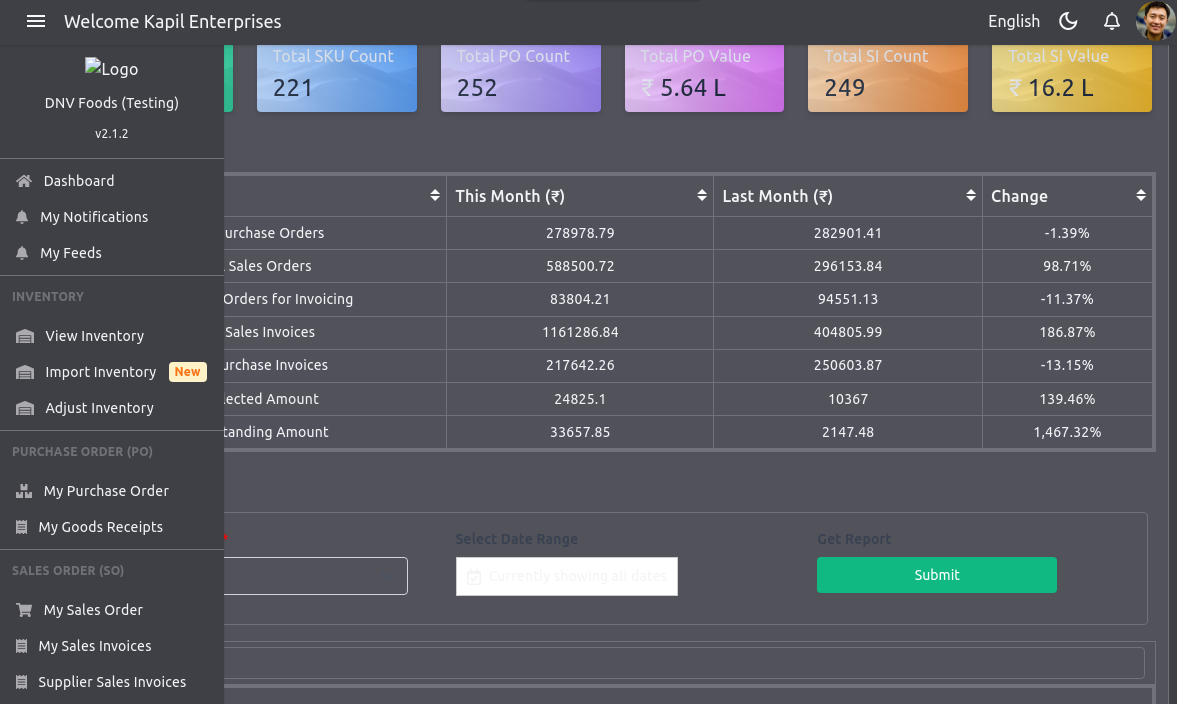 Welcome Kapil Enterprises
English
Logo
DNV Foods (Testing)
v2.1.2
Dashboard
My Notifications
My Feeds
INVENTORY
View Inventory
Import Inventory New
Adjust Inventory
PURCHASE ORDER (PO)
My Purchase Order
My Goods Receipts
SALES ORDER (SO)
My Sales Order
My Sales Invoices
Supplier Sales Invoices
Total SKU Count
221
Total PO Count
252
Total PO Value
₹ 5.64 L
Total SI Count
249
Total SI Value
₹ 16.2 L
This Month (₹) Last Month (₹) Change
urchase Orders 278978.79 282901.41 -1.39%
Sales Orders 588500.72 296153.84 98.71%
Orders for Invoicing 83804.21 94551.13 -11.37%
Sales Invoices 1161286.84 404805.99 186.87%
urchase Invoices 217642.26 250603.87 -13.15%
lected Amount 24825.1 10367 139.46%
tanding Amount 33657.85 2147.48 1,467.32%
Select Date Range
Currently showing all dates
Get Report
Submit